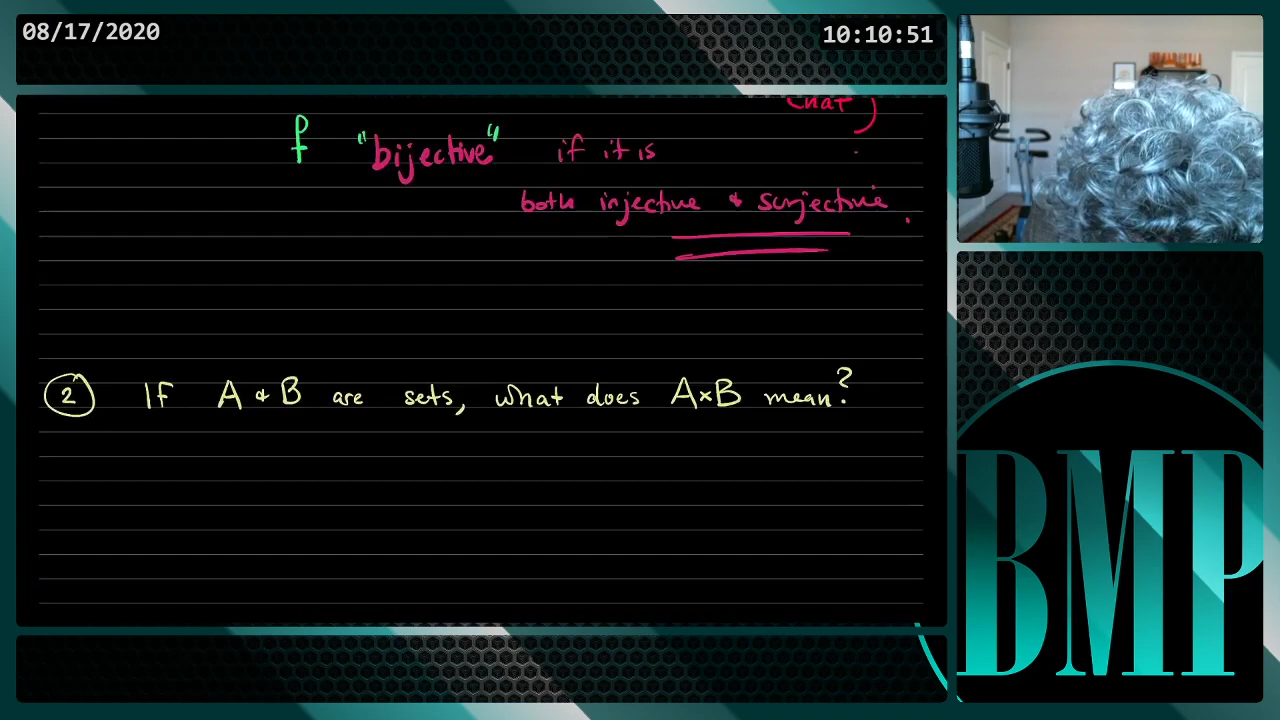 08/17/2020
10:10:51
f "bijective" if it is
both injective & surjective.
2 If A & B are sets, what does A×B mean?
BMP